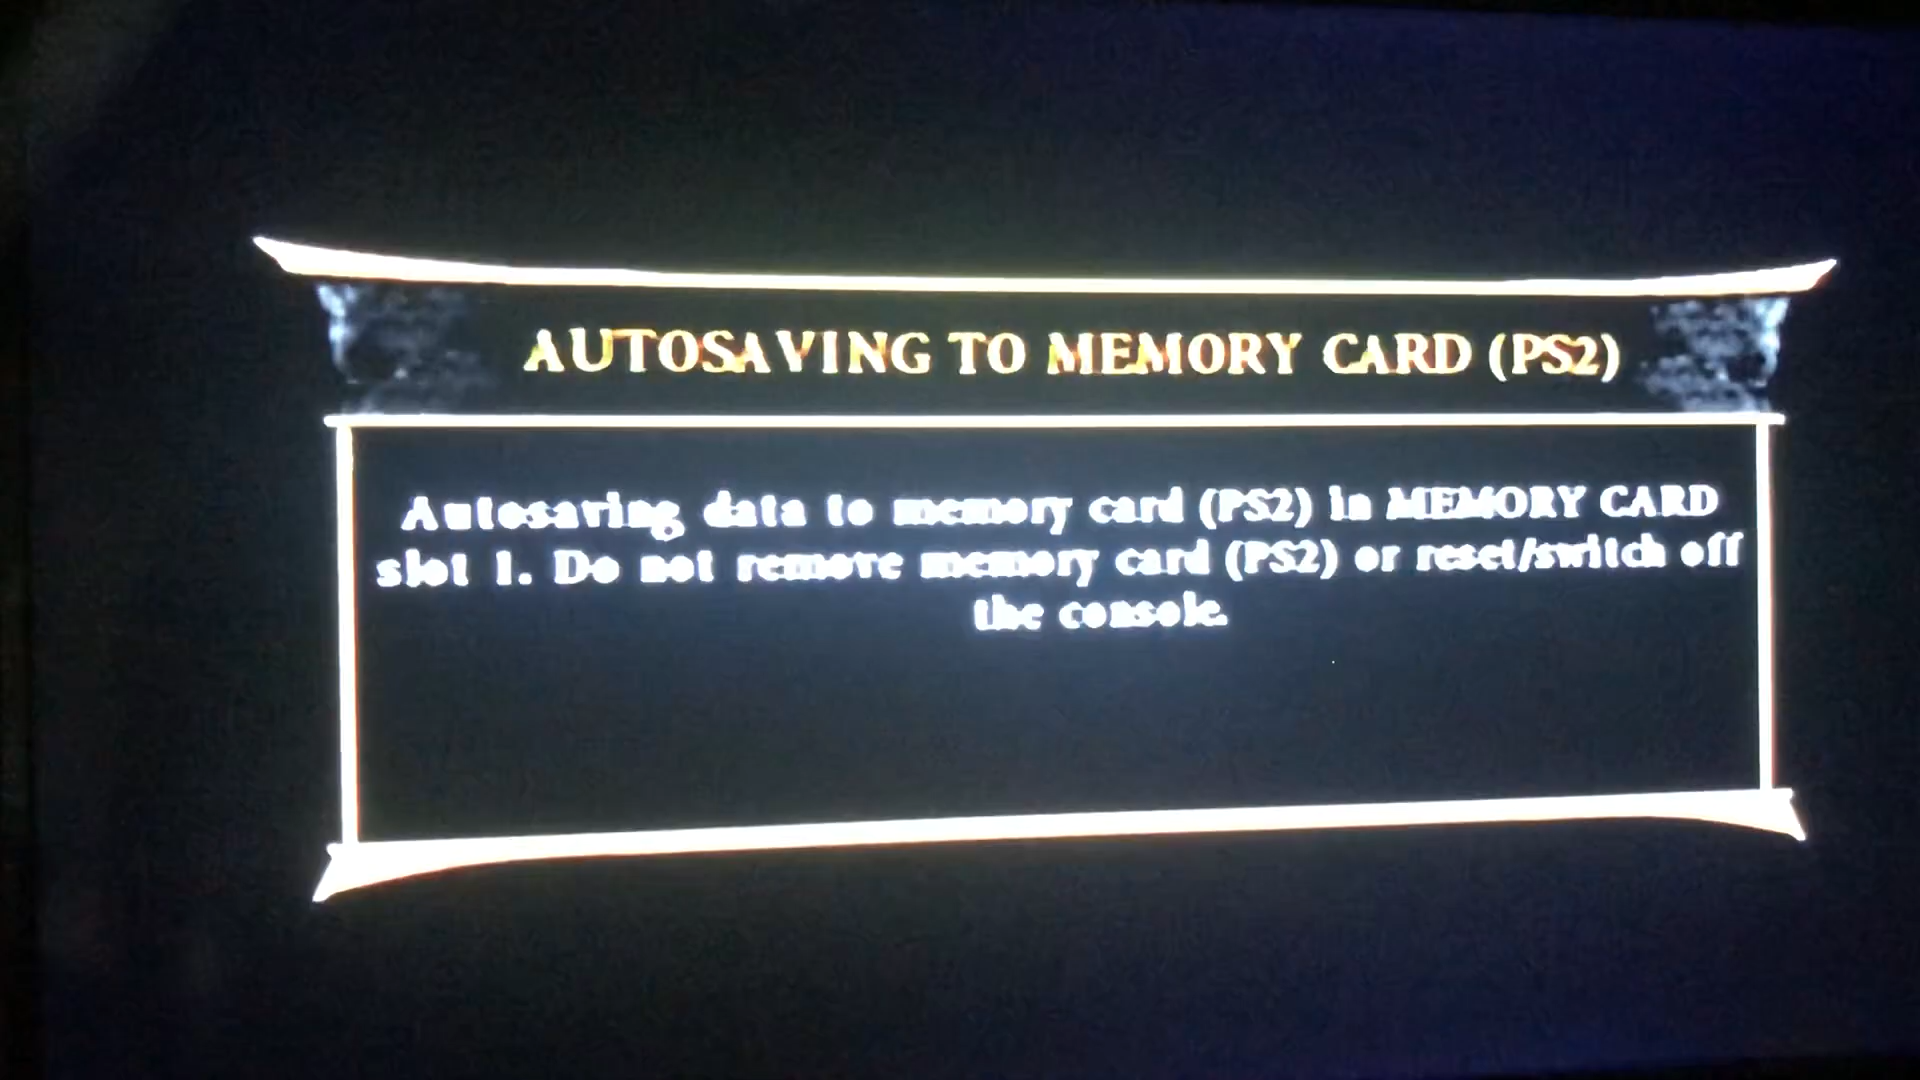 AUTOSAVING TO MEMORY CARD (PS2)
Autosaving data to memory card (PS2) in MEMORY CARD
slot 1. Do not remove memory card (PS2) or reset/switch off
the console.